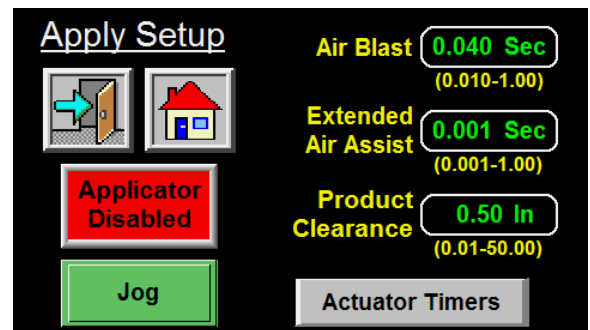 Apply Setup
Applicator
Disabled
Jog
Air Blast 0.040 Sec
(0.010-1.00)
Extended
Air Assist 0.001 Sec
(0.001-1.00)
Product
Clearance 0.50 In
(0.01-50.00)
Actuator Timers